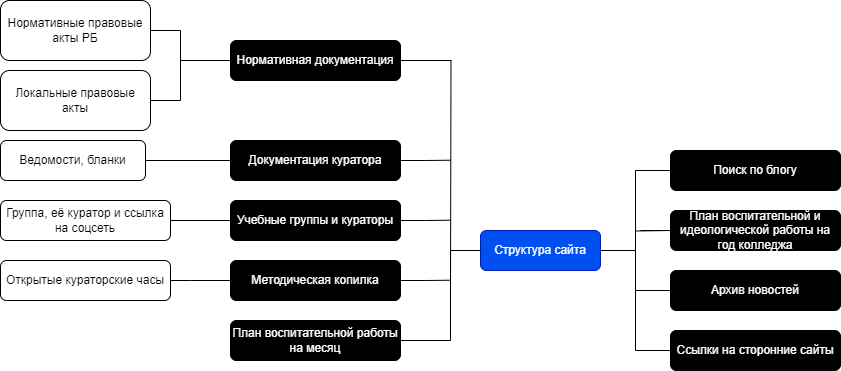 Нормативные правовые
акты РБ
Локальные правовые
акты
Ведомости, бланки
Группа, её куратор и ссылка
на соцсеть
Открытые кураторские часы
Нормативная документация
Документация куратора
Учебные группы и кураторы
Методическая копилка
План воспитательной работы
на месяц
Структура сайта
Поиск по блогу
План воспитательной и
идеологической работы на
год колледжа
Архив новостей
Ссылки на сторонние сайты